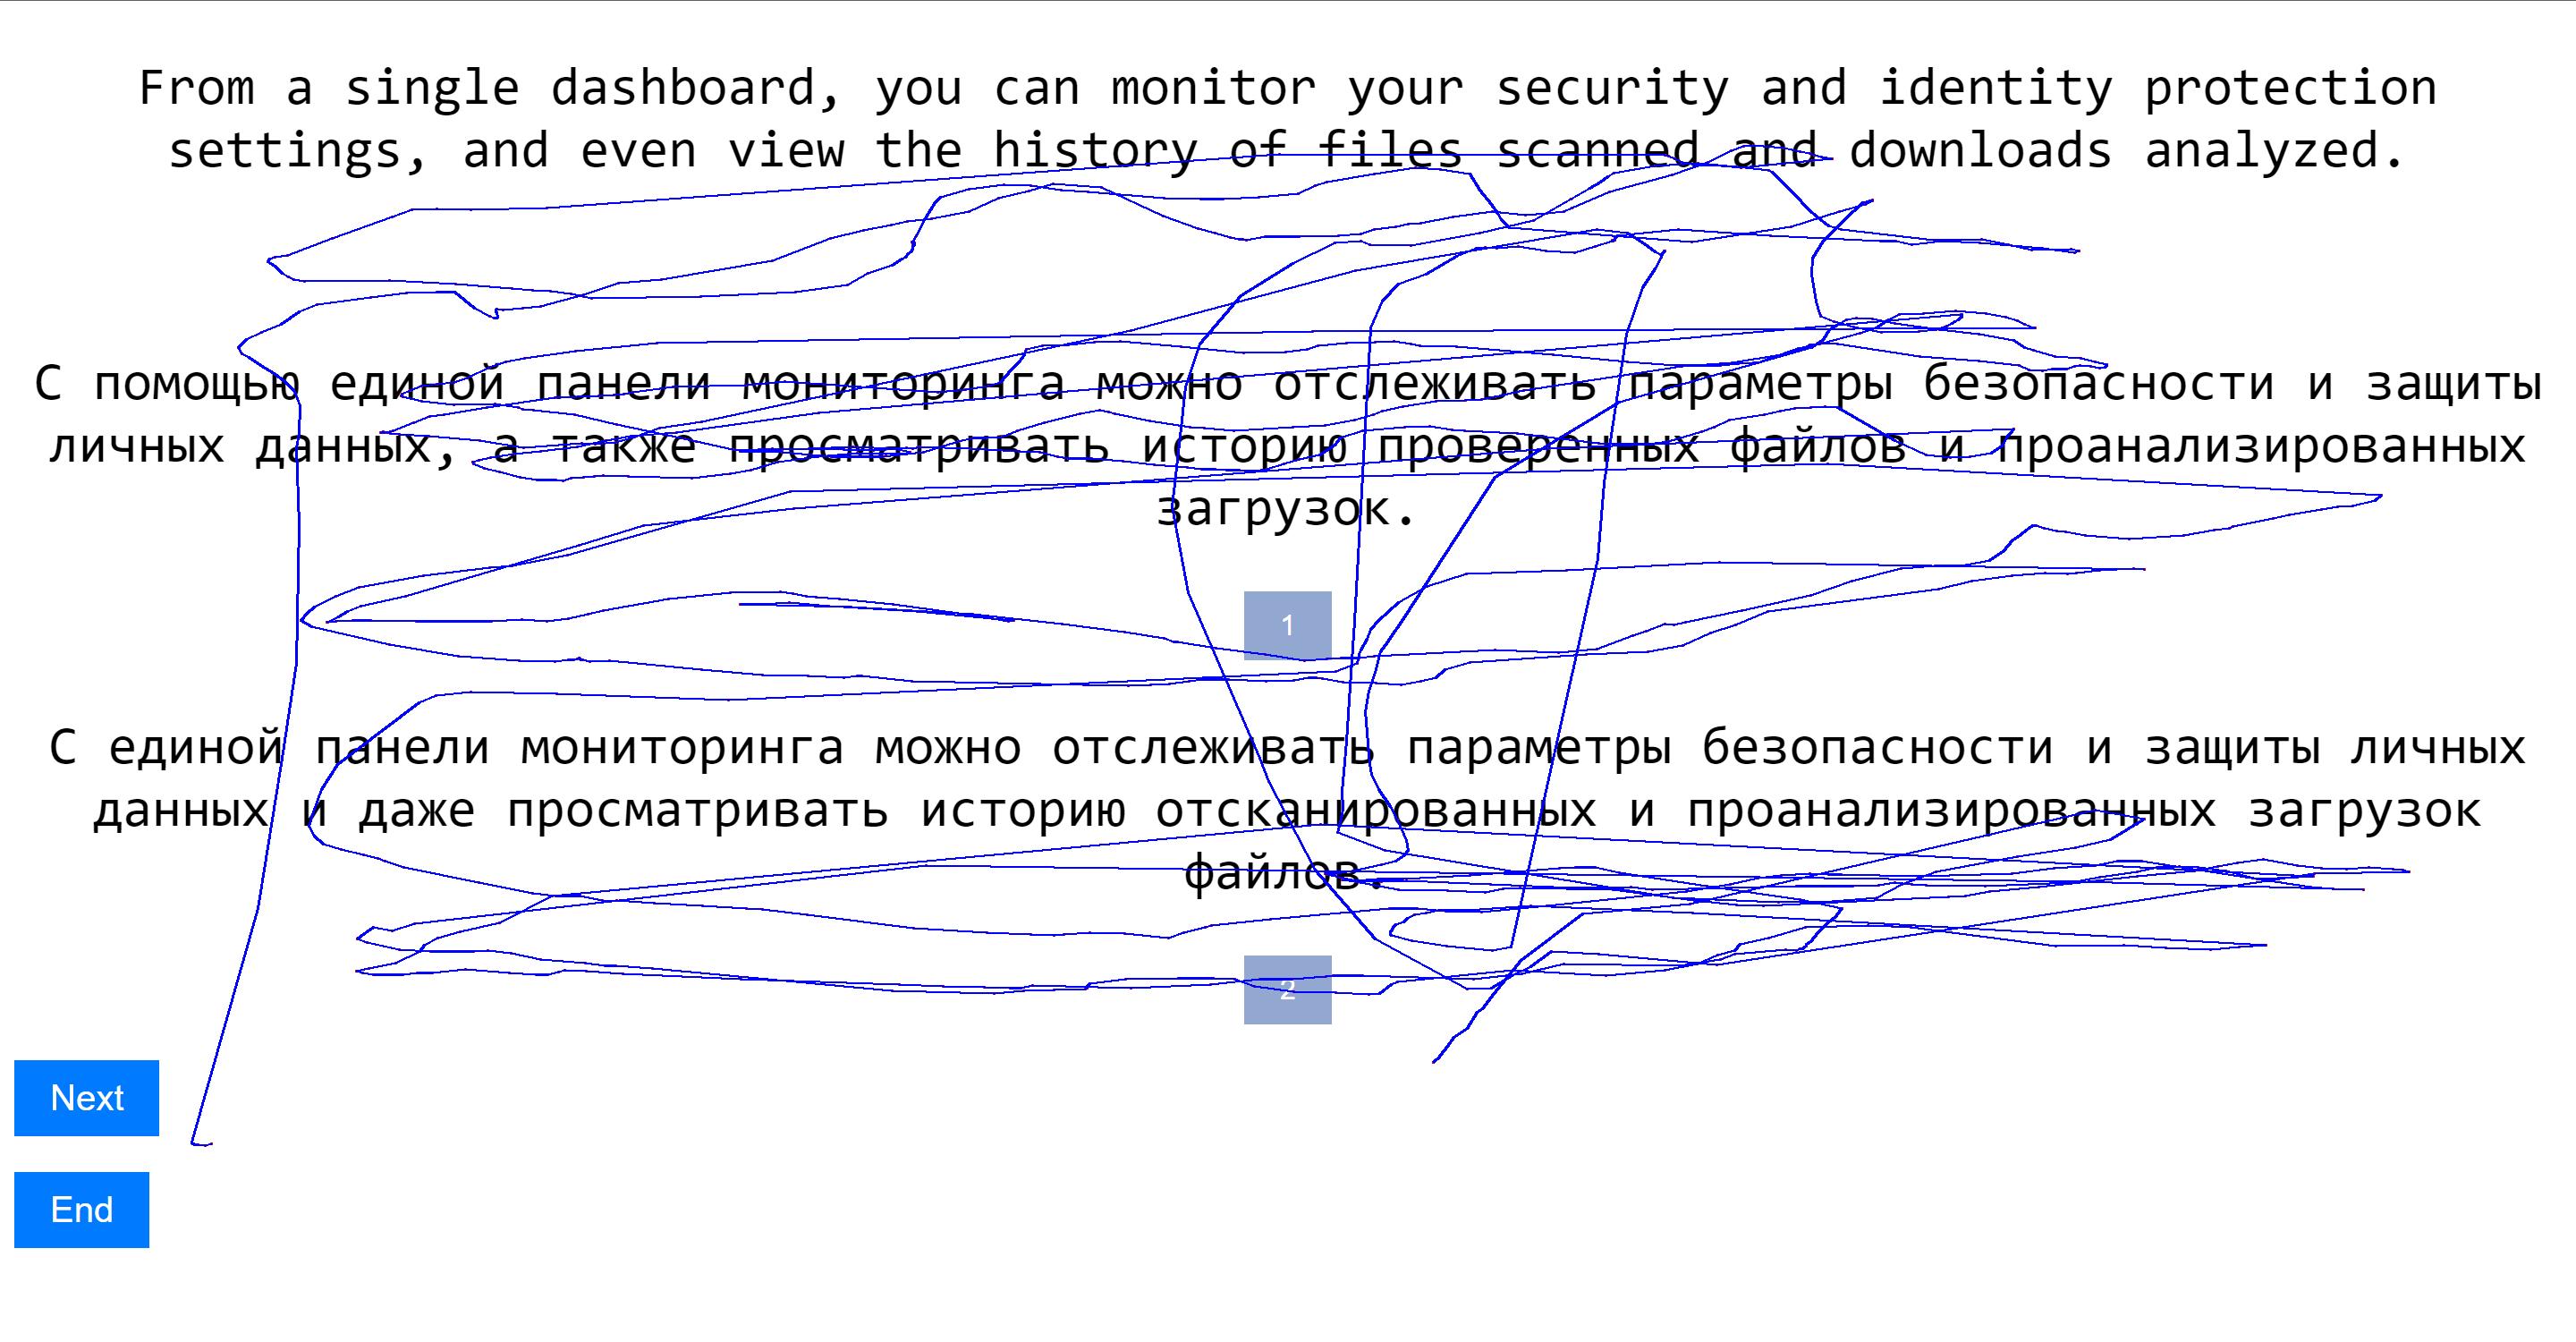 From a single dashboard, you can monitor your security and identity protection
settings, and even view the history of files scanned and downloads analyzed.
С помощью единой панели мониторинга можно отслеживать параметры безопасности и защиты
личных данных, а также просматривать историю проверенных файлов и проанализированных
загрузок.
1
С единой панели мониторинга можно отслеживать параметры безопасности и защиты личных
данных и даже просматривать историю отсканированных и проанализированных загрузок
файлов.
2
Next
End